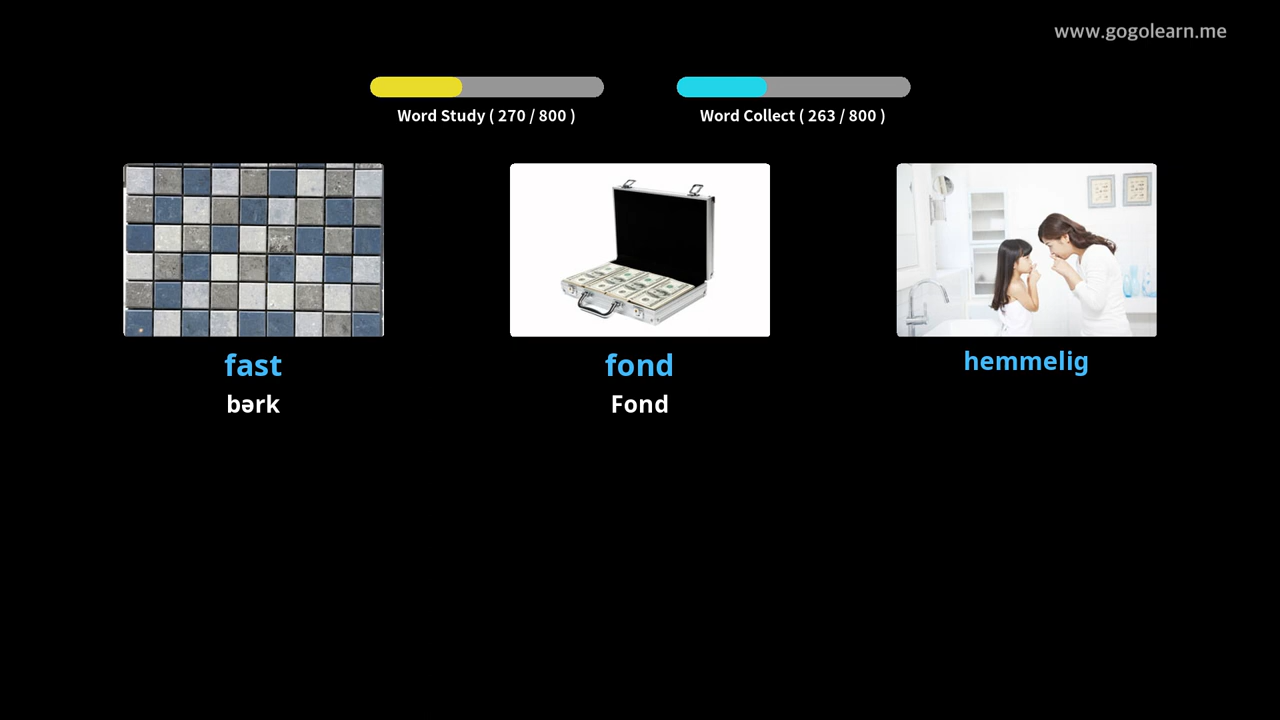 www.gogolearn.me
Word Study ( 270 / 800 )
Word Collect ( 263 / 800 )
fast
bərk
fond
Fond
hemmelig